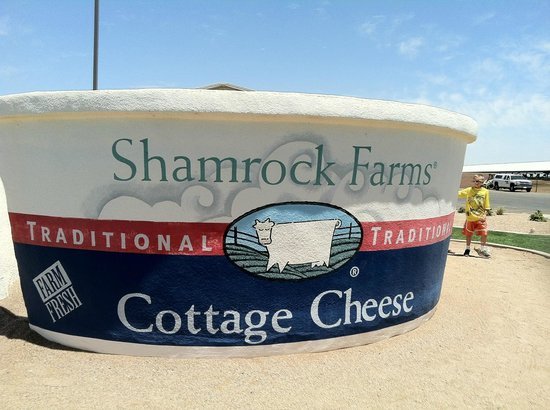 Shamrock Farms®
TRADITIONAL
TRADITIONAL
®
FARM
FRESH
Cottage Cheese